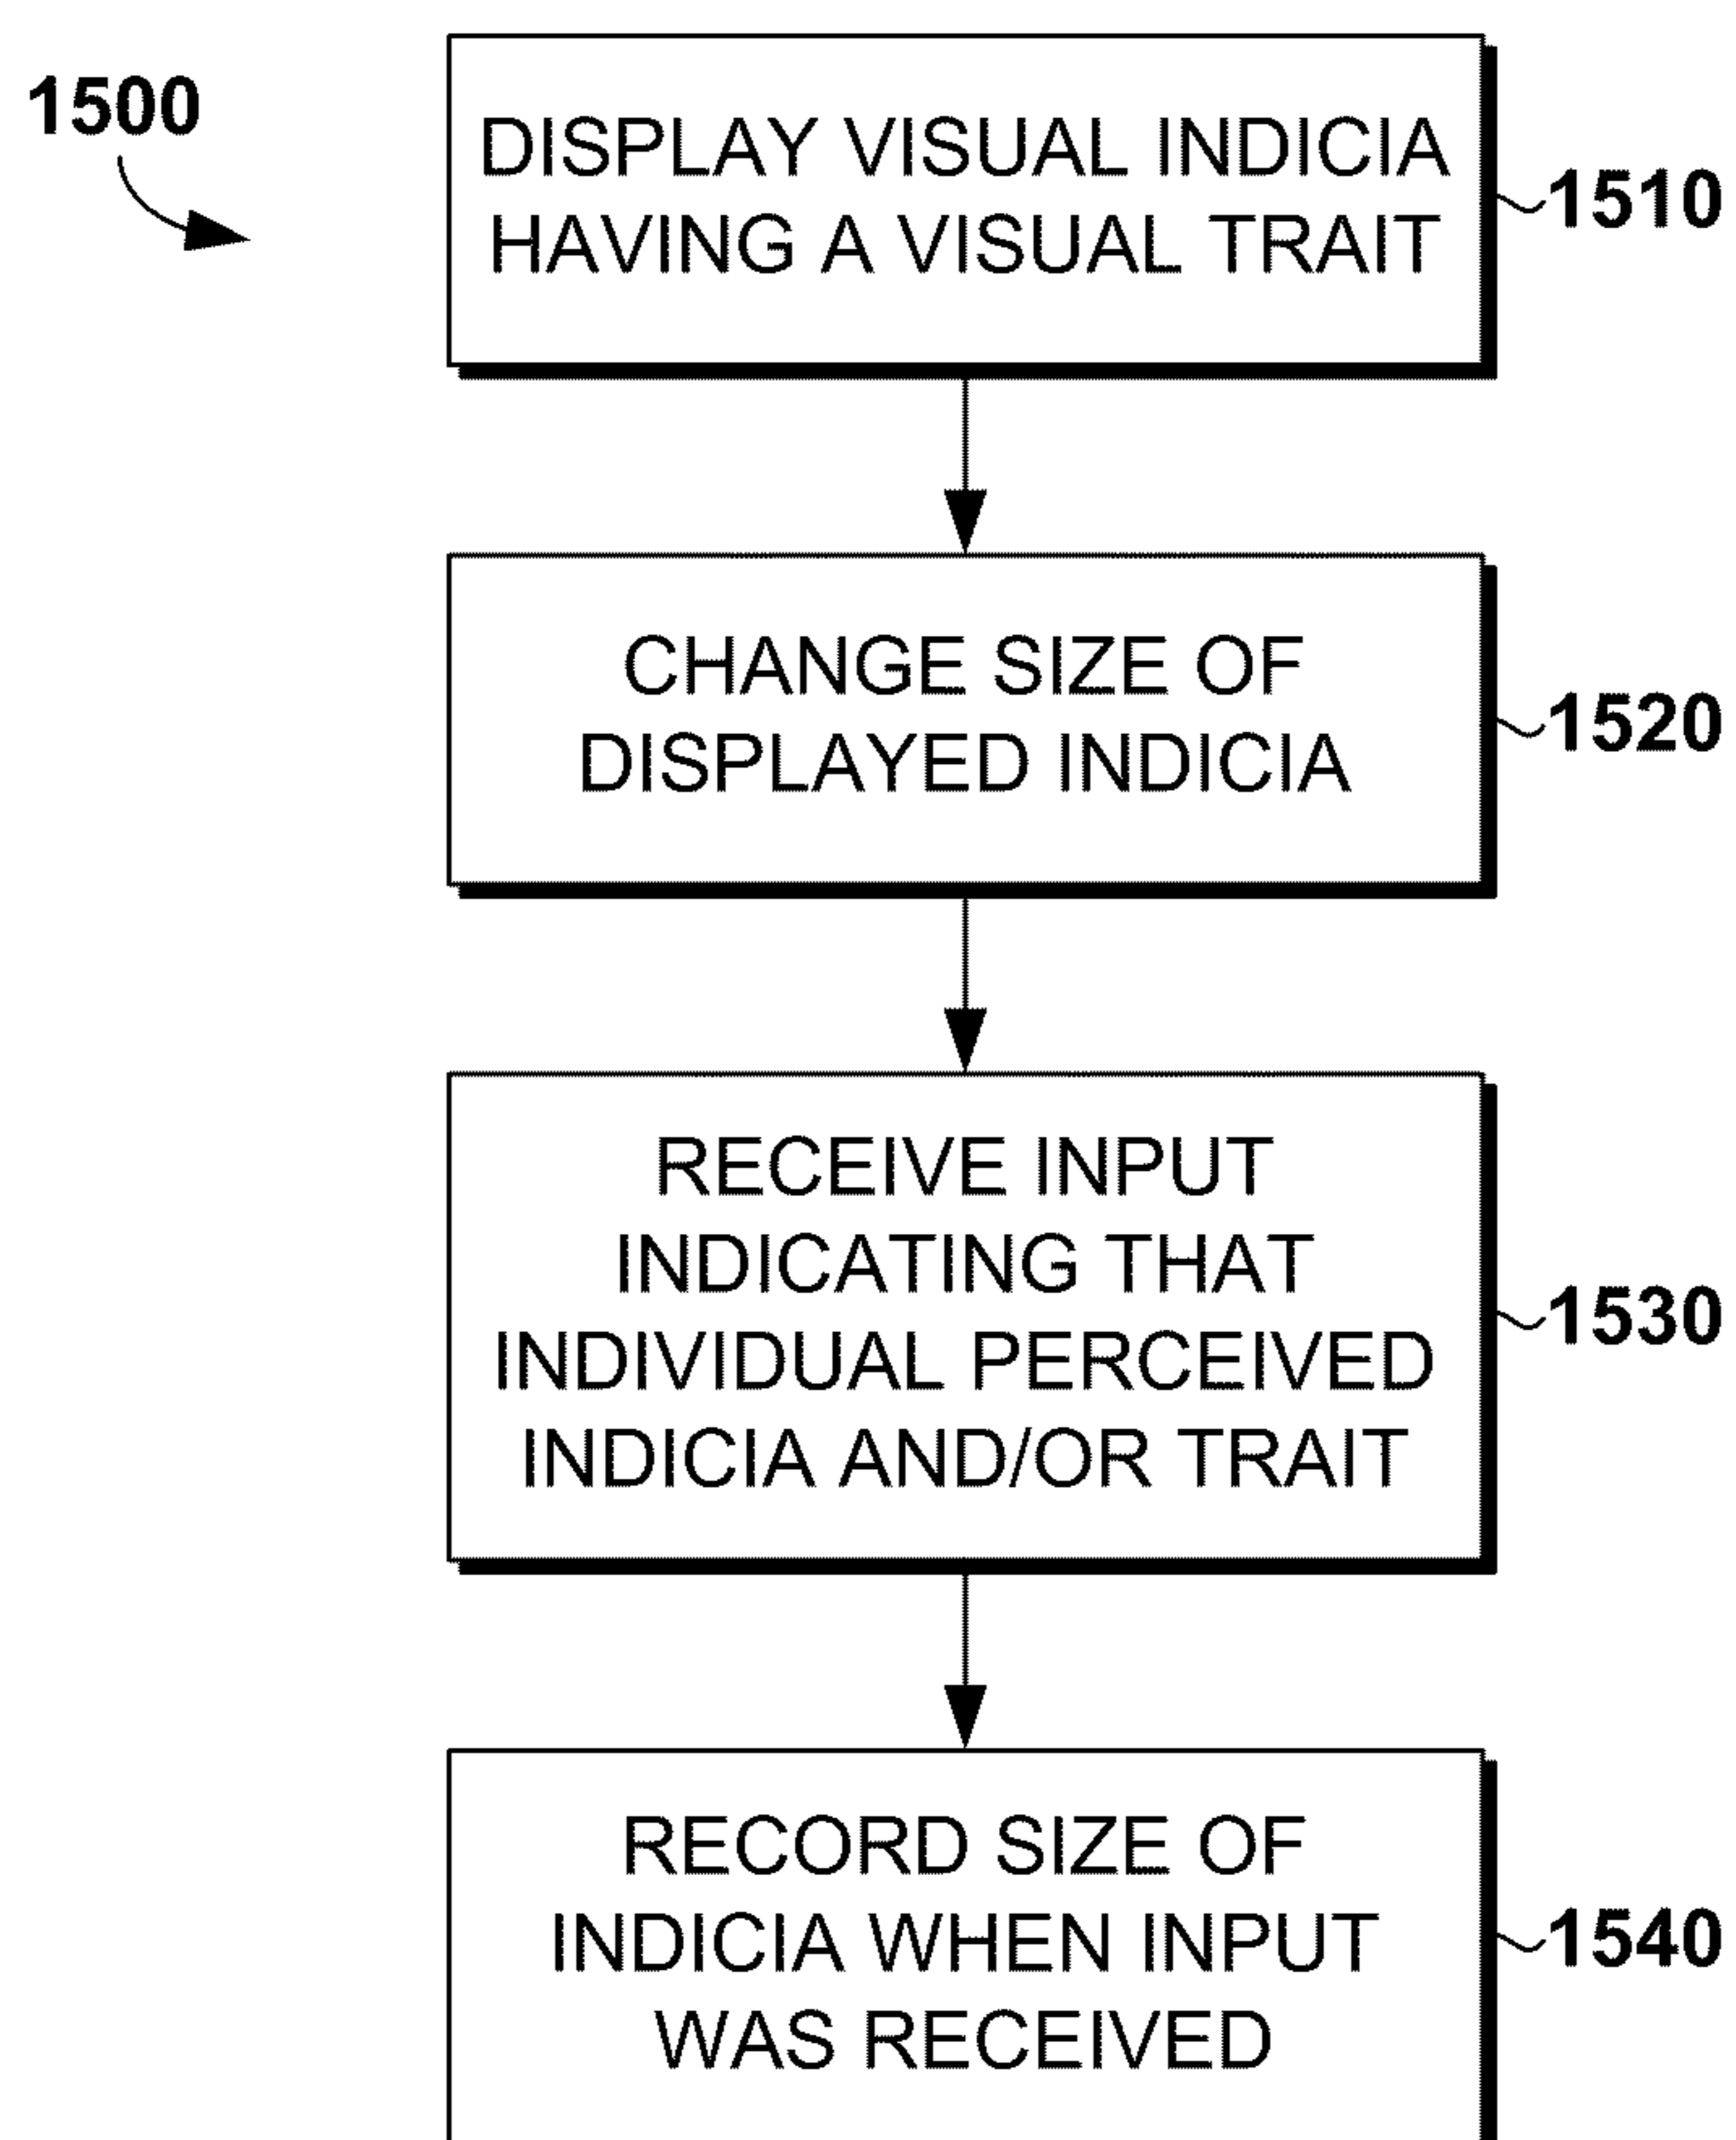 1500
DISPLAY VISUAL INDICIA
HAVING A VISUAL TRAIT
1510
CHANGE SIZE OF
DISPLAYED INDICIA
1520
RECEIVE INPUT
INDICATING THAT
INDIVIDUAL PERCEIVED
INDICIA AND/OR TRAIT
1530
RECORD SIZE OF
INDICIA WHEN INPUT
WAS RECEIVED
1540